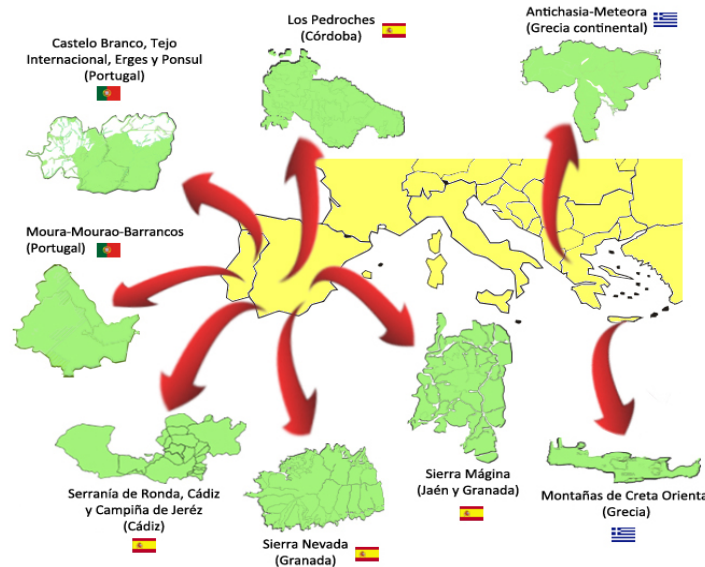 Los Pedroches
(Córdoba)
Antichasia-Meteora
(Grecia continental)
Castelo Branco, Tejo
Internacional, Erges y Ponsul
(Portugal)
Moura-Mourao-Barrancos
(Portugal)
Serranía de Ronda, Cádiz
y Campiña de Jeréz
(Cádiz)
Sierra Nevada
(Granada)
Sierra Mágina
(Jaén y Granada)
Montañas de Creta Orienta
(Grecia)